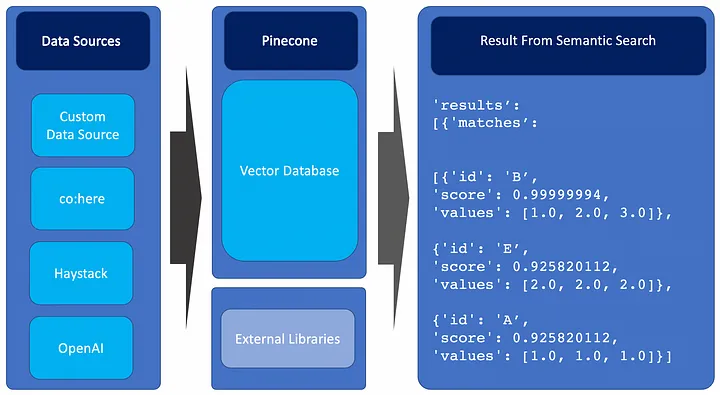 Data Sources
Custom
Data Source
co:here
Haystack
OpenAI
Pinecone
Vector Database
External Libraries
Result From Semantic Search
'results’:
[{'matches’:
[{'id': 'B’,
'score': 0.99999994,
'values': [1.0, 2.0, 3.0]},
{'id': 'E’,
'score': 0.925820112,
'values': [2.0, 2.0, 2.0]},
{'id': 'A’,
'score': 0.925820112,
'values': [1.0, 1.0, 1.0]}]